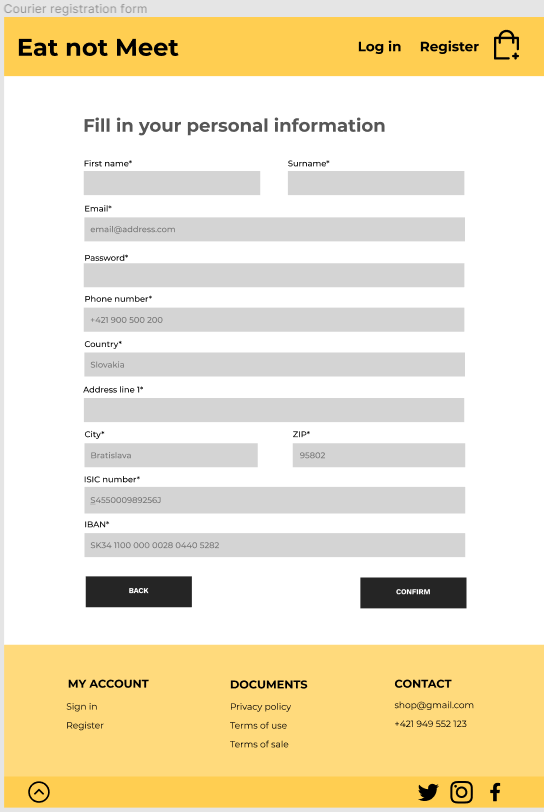 Courier registration form
Eat not Meet
Log in Register
Fill in your personal information
First name* Surname*
Email*
email@address.com
Password*
Phone number*
+421 900 500 200
Country*
Slovakia
Address line 1*
City* ZIP*
Bratislava 95802
ISIC number*
S4550009892​56J
IBAN*
SK34 1100 000 0028 0440 5282
BACK CONFIRM
MY ACCOUNT DOCUMENTS CONTACT
Sign in Privacy policy shop@gmail.com
Register Terms of use +421 949 552 123
Terms of sale